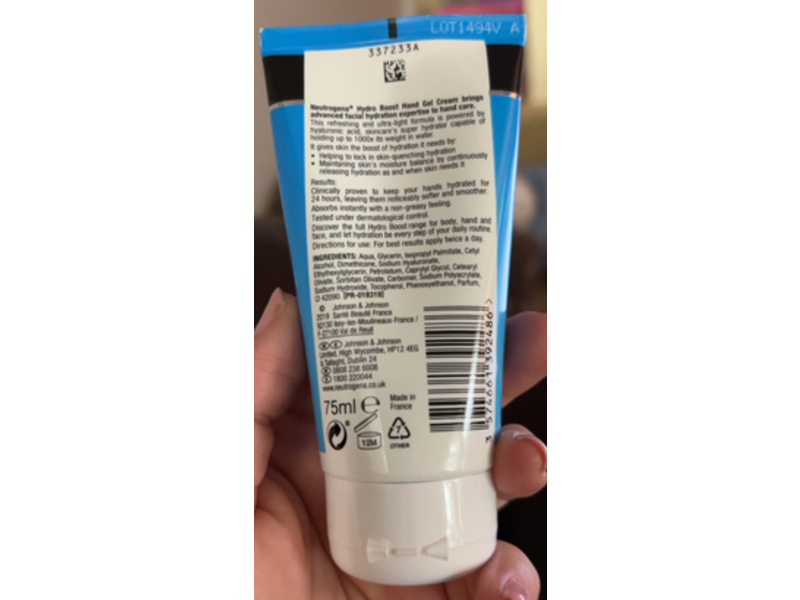 LOT1494V A
337233A
Neutrogena® Hydro Boost Hand Gel Cream brings
advanced facial hydration expertise to hand care.
This refreshing and ultra-light formula is powered by
hyaluronic acid, skincare's super hydrator capable of
holding up to 1000x its weight in water.
It gives skin the boost of hydration it needs by:
• Helping to lock in skin-quenching hydration
• Maintaining skin's moisture balance by continuously
releasing hydration as and when skin needs it
Results:
Clinically proven to keep your hands hydrated for
24 hours, leaving them noticeably softer and smoother.
Absorbs instantly with a non-greasy feeling.
Tested under dermatological control.
Discover the full Hydro Boost range for body, hand and
face, and let hydration be every step of your daily routine.
Directions for use: For best results apply twice a day.
INGREDIENTS: Aqua, Glycerin, Isopropyl Palmitate, Cetyl
Alcohol, Dimethicone, Sodium Hyaluronate,
Ethylhexylglycerin, Petrolatum, Caprylyl Glycol, Cetearyl
Olivate, Sorbitan Olivate, Carbomer, Sodium Polyacrylate,
Sodium Hydroxide, Tocopherol, Phenoxyethanol, Parfum,
CI 42090. [PR-018319]
© Johnson & Johnson
2019 Santé Beauté France
92130 Issy-les-Moulineaux-France /
F-27100 Val de Reuil
Johnson & Johnson
Limited, High Wycombe, HP12 4EG
& Tallaght, Dublin 24
0808 238 6006
1800 220044
www.neutrogena.co.uk
75ml e
Made in
France
12M
7
OTHER
3 574661 392486 >